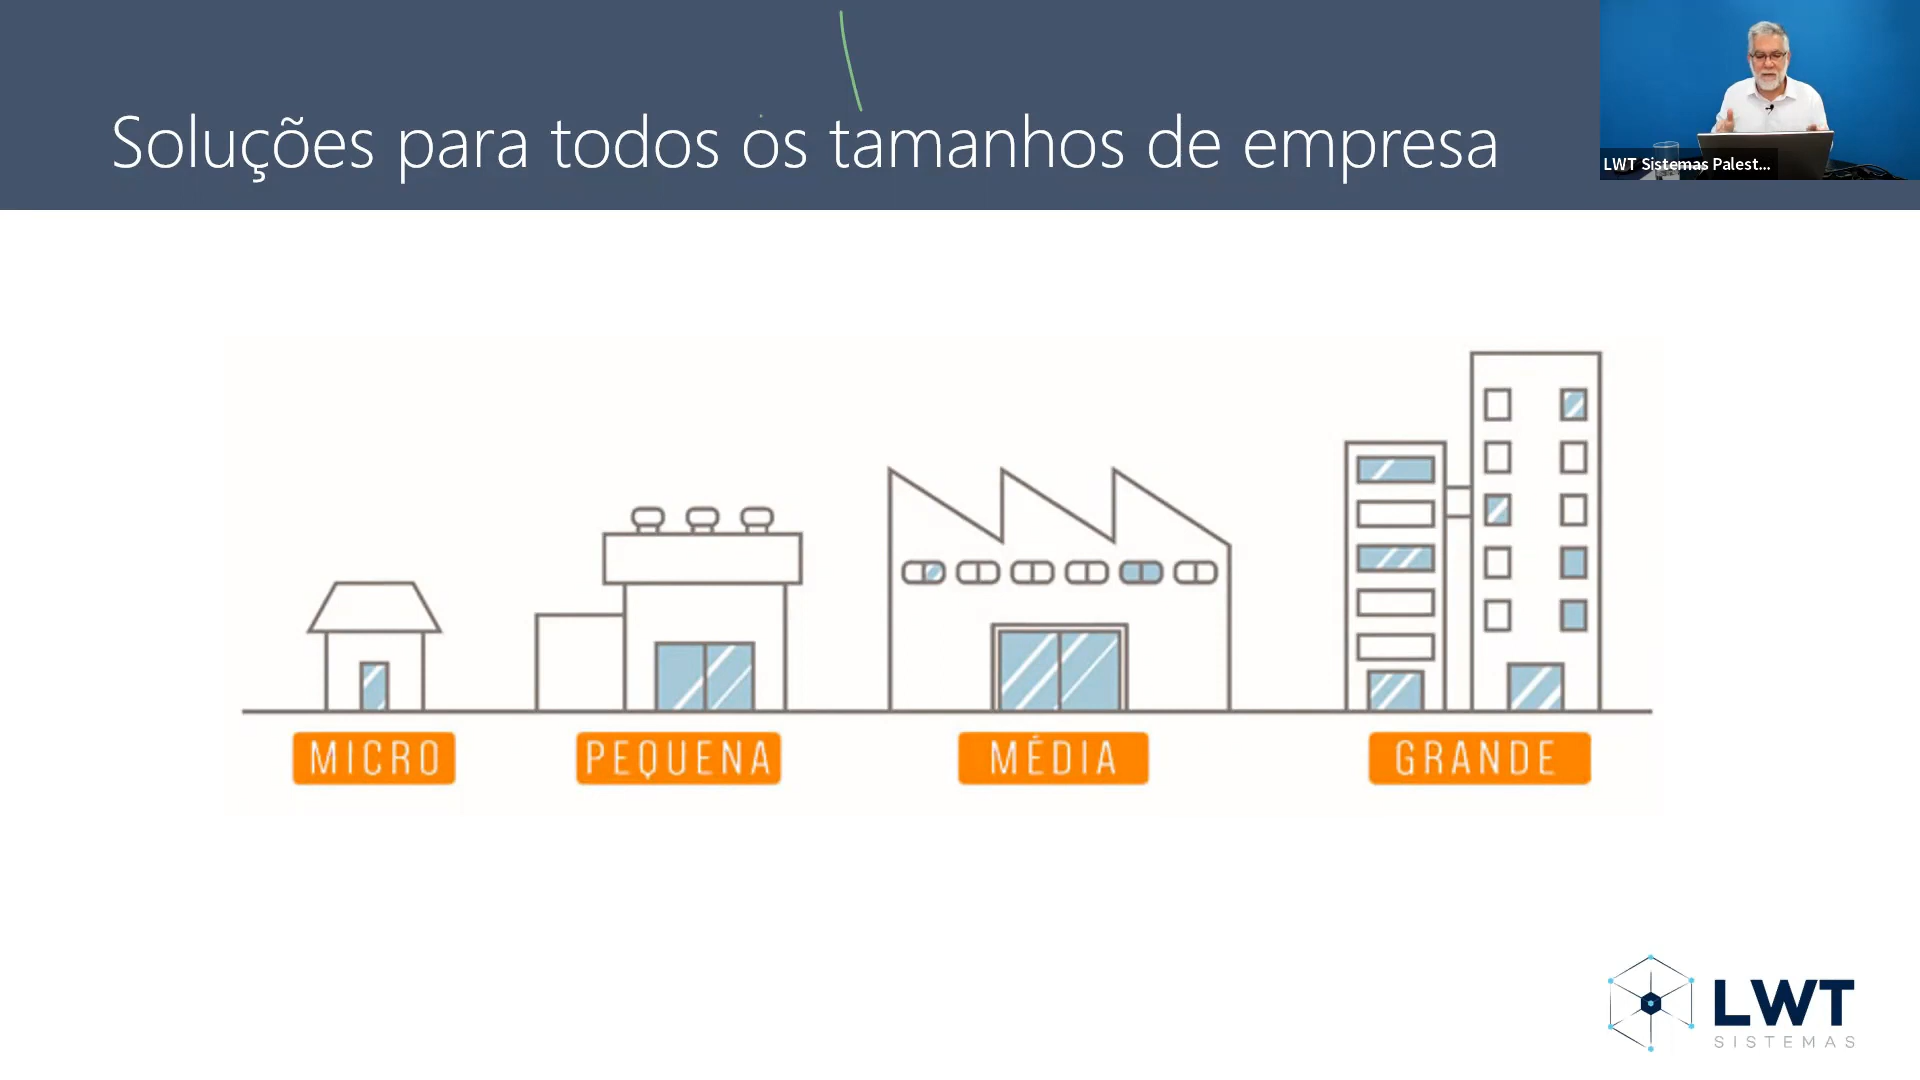 Soluções para todos os tamanhos de empresa
LWT Sistemas Palest...
MICRO
PEQUENA
MÉDIA
GRANDE
LWT
SISTEMAS